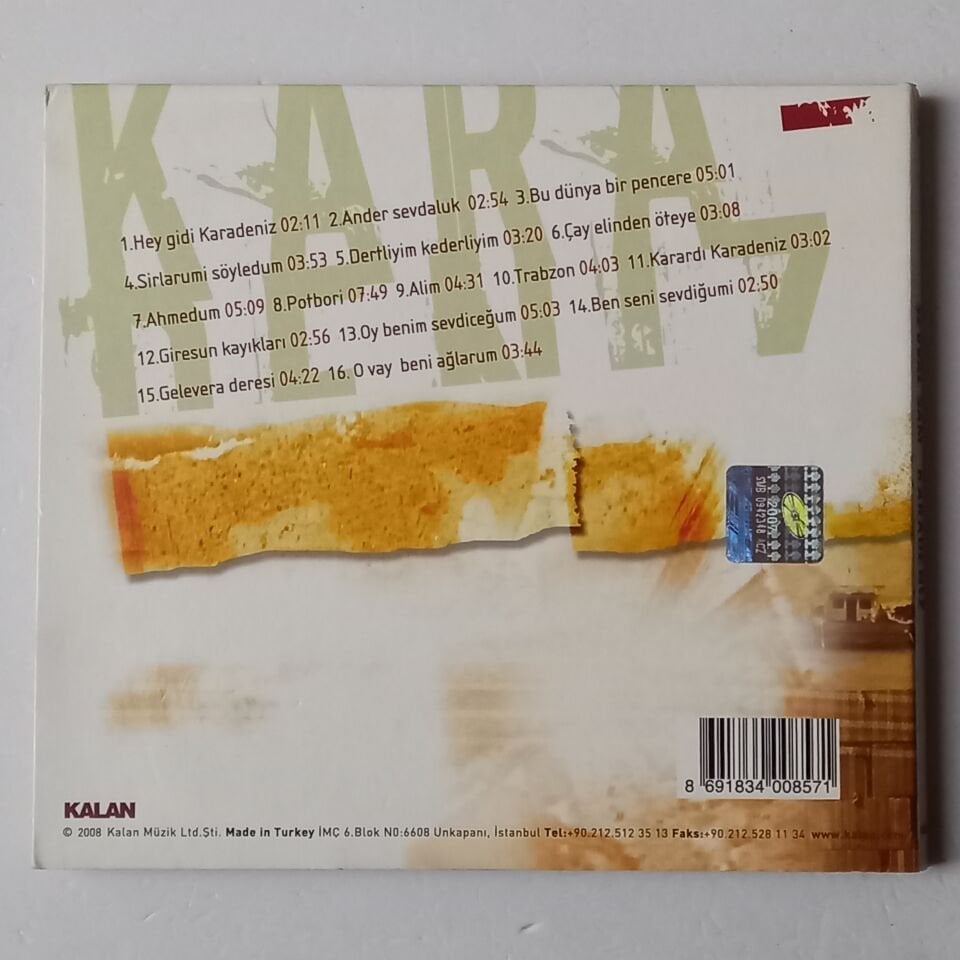 KARA
1.Hey gidi Karadeniz 02:11 2.Ander sevdaluk 02:54 3.Bu dünya bir pencere 05:01
4.Sirlarumi söyledum 03:53 5.Dertliyim kederliyim 03:20 6.Çay elinden öteye 03:08
7.Ahmedum 05:09 8.Potbori 07:49 9.Alim 04:31 10.Trabzon 04:03 11.Karardı Karadeniz 03:02
12.Giresun kayıkları 02:56 13.Oy benim sevdiceğum 05:03 14.Ben seni sevdiğumi 02:50
15.Gelevera deresi 04:22 16. O vay beni ağlarum 03:44
2007
SVB 0942348
8 691834 008571
KALAN
© 2008 Kalan Müzik Ltd.Şti. Made in Turkey İMÇ 6.Blok N0:6608 Unkapanı, İstanbul Tel:+90.212.512 35 13 Faks:+90.212.528 11 34